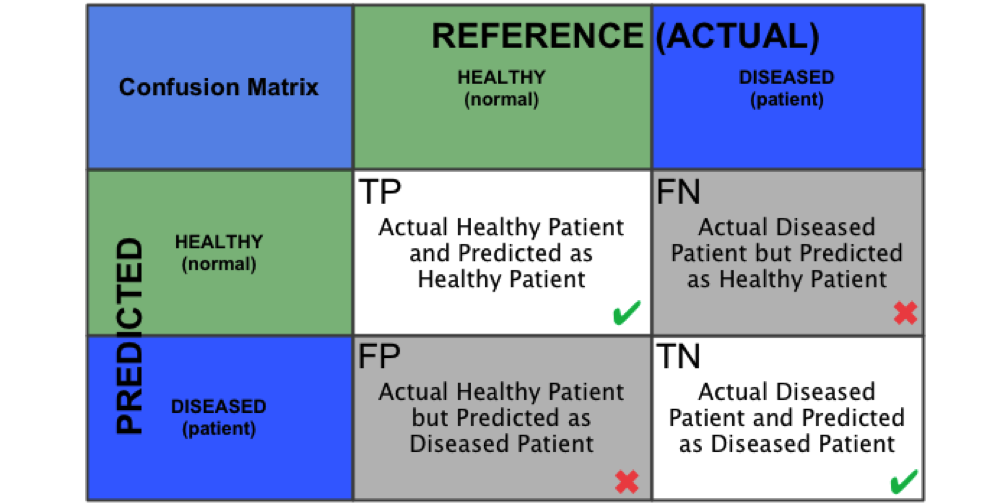 REFERENCE (ACTUAL)
Confusion Matrix
HEALTHY
(normal)
DISEASED
(patient)
PREDICTED
HEALTHY
(normal)
TP
Actual Healthy Patient
and Predicted as
Healthy Patient
FN
Actual Diseased
Patient but Predicted
as Healthy Patient
DISEASED
(patient)
FP
Actual Healthy Patient
but Predicted as
Diseased Patient
TN
Actual Diseased
Patient and Predicted
as Diseased Patient